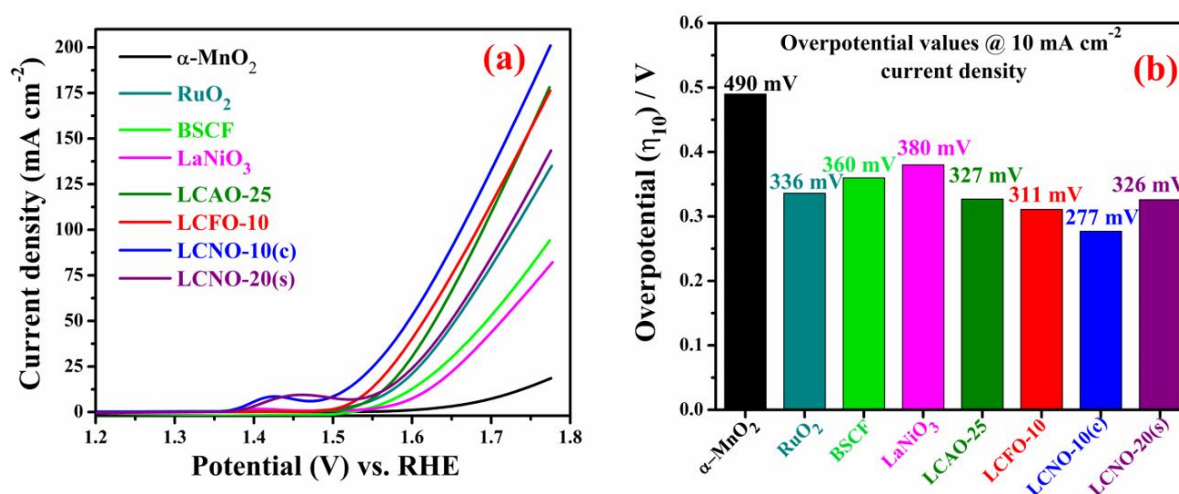 (a)
Current density (mA cm⁻²)
200
175
150
125
100
75
50
25
0
α-MnO₂
RuO₂
BSCF
LaNiO₃
LCAO-25
LCFO-10
LCNO-10(c)
LCNO-20(s)
1.2 1.3 1.4 1.5 1.6 1.7 1.8
Potential (V) vs. RHE
(b)
Overpotential values @ 10 mA cm⁻²
current density
Overpotential (η₁₀) / V
0.6
0.5
0.4
0.3
0.2
0.1
0.0
490 mV
336 mV
360 mV
380 mV
327 mV
311 mV
277 mV
326 mV
α-MnO₂
RuO₂
BSCF
LaNiO₃
LCAO-25
LCFO-10
LCNO-10(c)
LCNO-20(s)